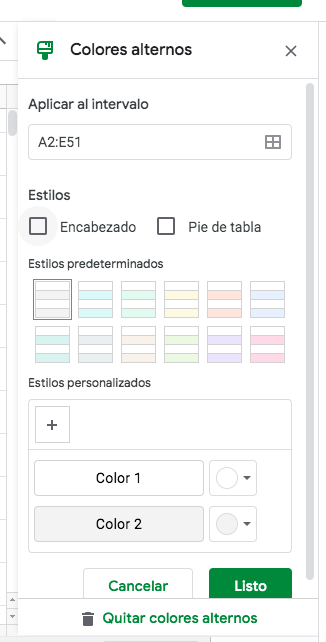 Colores alternos
Aplicar al intervalo
A2:E51
Estilos
Encabezado Pie de tabla
Estilos predeterminados
Estilos personalizados
+
Color 1
Color 2
Cancelar Listo
Quitar colores alternos